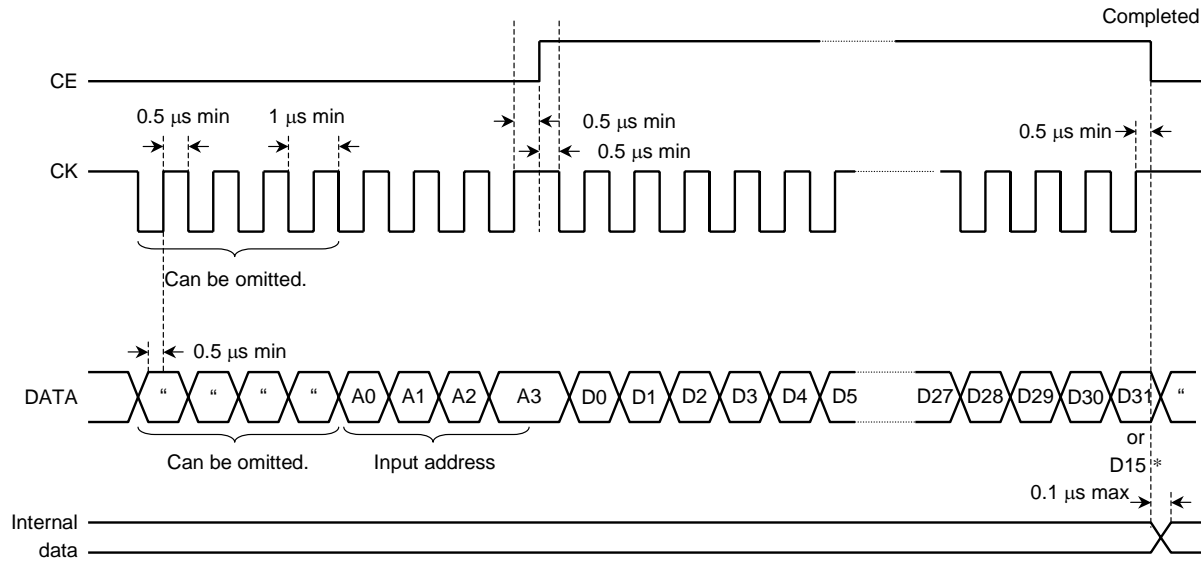 Completed
CE
0.5 μs min
1 μs min
0.5 μs min
0.5 μs min
0.5 μs min
CK
Can be omitted.
0.5 μs min
DATA “ “ “ “ A0 A1 A2 A3 D0 D1 D2 D3 D4 D5 D27 D28 D29 D30 D31 “
or
D15 *
Can be omitted.
Input address
0.1 μs max
Internal
data